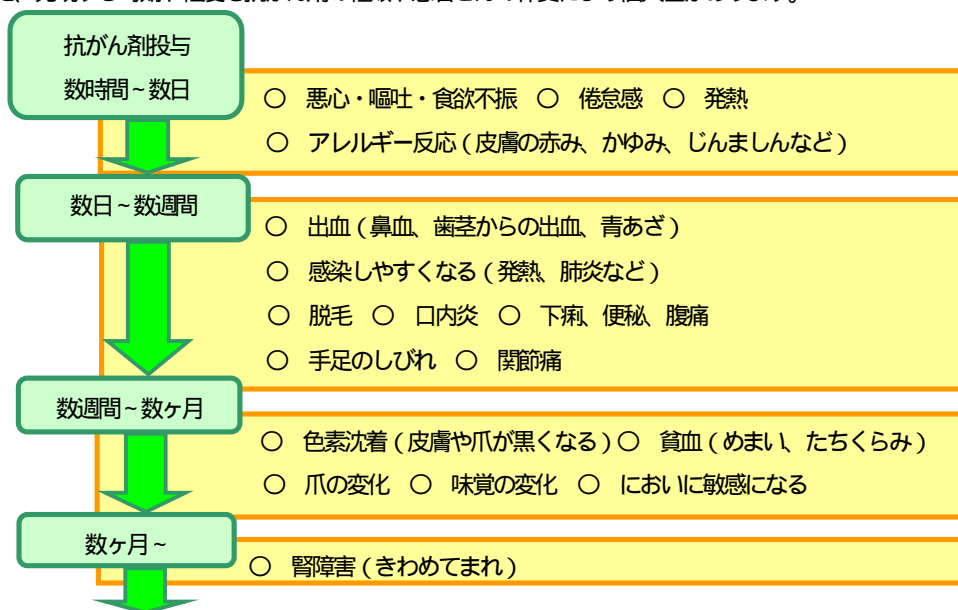 抗がん剤投与
数時間~数日
○ 悪心・嘔吐・食欲不振 ○ 倦怠感 ○ 発熱
○ アレルギー反応(皮膚の赤み、かゆみ、じんましんなど)
数日~数週間
○ 出血(鼻血、歯茎からの出血、青あざ)
○ 感染しやすくなる(発熱、肺炎など)
○ 脱毛 ○ 口内炎 ○ 下痢、便秘、腹痛
○ 手足のしびれ ○ 関節痛
数週間~数ヶ月
○ 色素沈着(皮膚や爪が黒くなる)○ 貧血(めまい、たちくらみ)
○ 爪の変化 ○ 味覚の変化 ○ においに敏感になる
数ヶ月~
○ 腎障害(きわめてまれ)